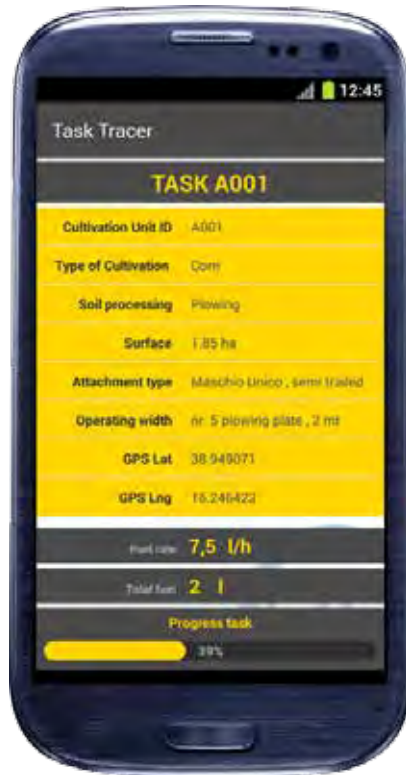 12:45
Task Tracer
TASK A001
Cultivation Unit ID A001
Type of Cultivation Corn
Soil processing Plowing
Surface 1.85 ha
Attachment type Maschio Unico , semi trailed
Operating width nr. 5 plowing plate , 2 mt
GPS Lat 38.949071
GPS Lng 16.246423
Fuel rate 7,5 l/h
Total fuel 2 l
Progress task
39%